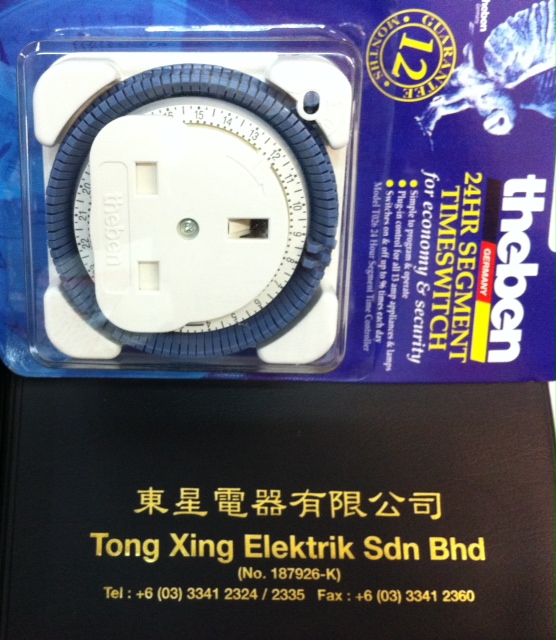 theben
GERMANY
24HR SEGMENT
TIMESWITCH
for economy & security
Simple to program & operate
Plug-in control for all 13 amp appliances & lamps
Switches on & off up to 96 times each day
Model T026 24 Hour Segment Time Controller
GUARANTEE
12
MONTHS
theben
theben
東星電器有限公司
Tong Xing Elektrik Sdn Bhd
(No. 187926-K)
Tel : +6 (03) 3341 2324 / 2335 Fax : +6 (03) 3341 2360